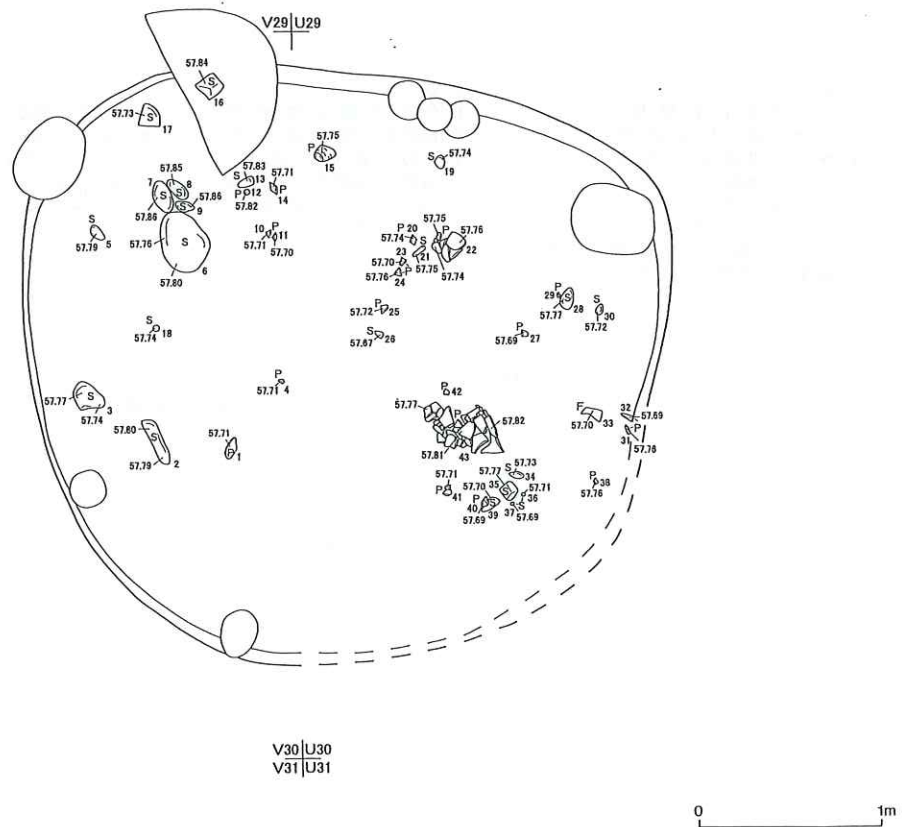 V29 U29
57.84
S
16
57.73
S
17
57.75
P
15
57.74
S
19
57.85
7
8
S
S
S
9
57.86
57.86
57.83
S
13
P
12
57.82
57.71
P
14
S
57.79
5
57.76
S
57.80
6
10
P
11
57.71
57.70
P
20
57.74
S
21
57.75
57.75
P
57.76
22
57.74
23
57.70
57.76
P
24
P
57.72
25
S
57.67
26
P
29
S
57.77
28
S
30
57.72
P
57.69
27
S
57.74
18
P
57.71
4
57.77
S
57.74
3
57.60
S
57.79
2
57.71
P
1
P
42
57.77
P
57.82
57.81
43
F
57.70
33
32
57.69
P
31
57.76
57.73
S
34
57.77
35
S
57.71
36
S
37
57.69
57.71
P
41
57.70
P
S
40
39
57.69
P
38
57.76
V30 U30
V31 U31
0
1m